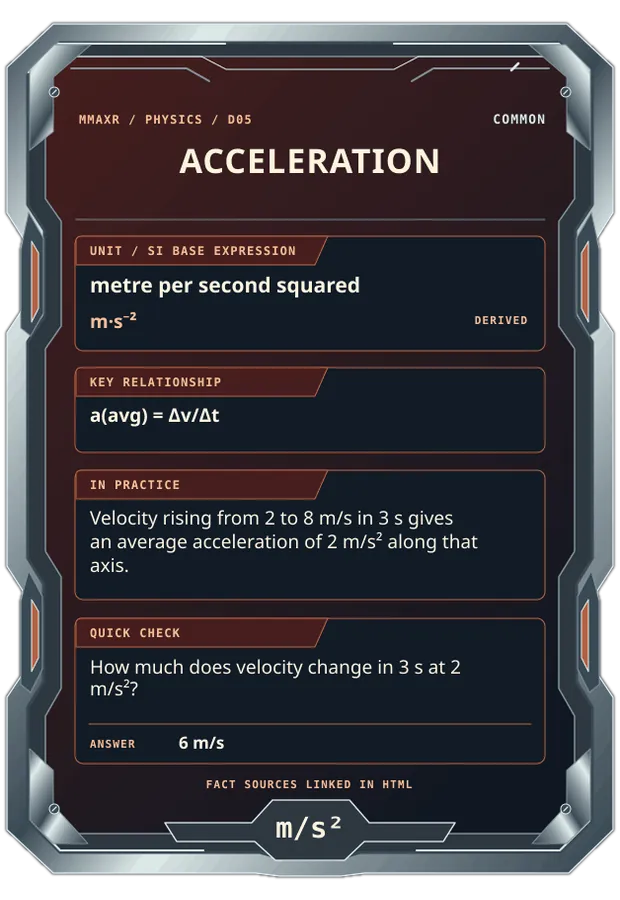 MMAXR / PHYSICS / D05
COMMON
ACCELERATION
UNIT / SI BASE EXPRESSION
metre per second squared
m·s⁻²
DERIVED
KEY RELATIONSHIP
a(avg) = Δv/Δt
IN PRACTICE
Velocity rising from 2 to 8 m/s in 3 s gives
an average acceleration of 2 m/s² along that
axis.
QUICK CHECK
How much does velocity change in 3 s at 2
m/s²?
ANSWER 6 m/s
FACT SOURCES LINKED IN HTML
m/s²